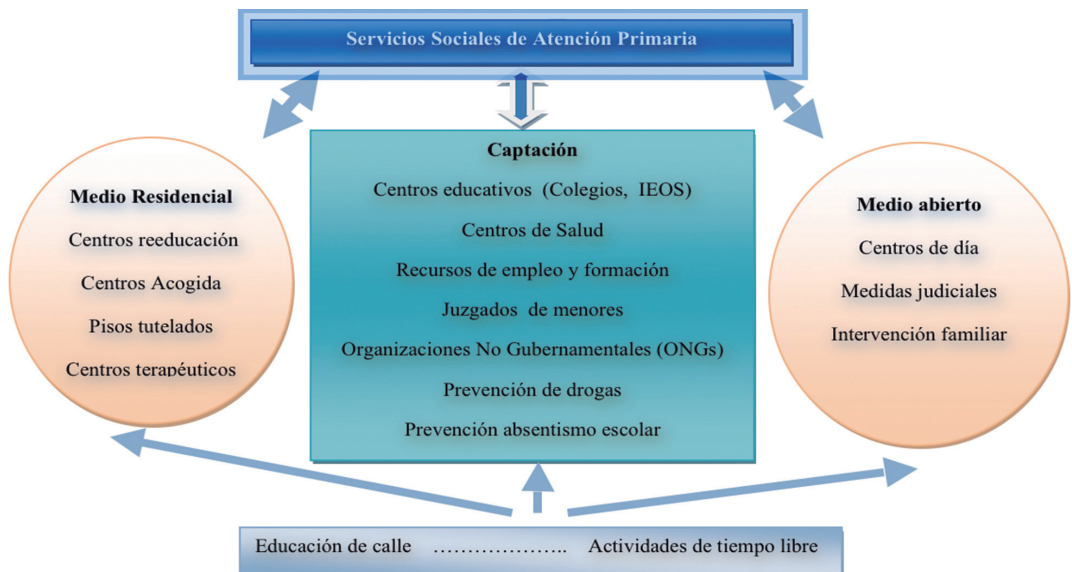 Servicios Sociales de Atención Primaria
Medio Residencial
Centros reeducación
Centros Acogida
Pisos tutelados
Centros terapéuticos
Captación
Centros educativos (Colegios, IEOS)
Centros de Salud
Recursos de empleo y formación
Juzgados de menores
Organizaciones No Gubernamentales (ONGs)
Prevención de drogas
Prevención absentismo escolar
Medio abierto
Centros de día
Medidas judiciales
Intervención familiar
Educación de calle ………………….. Actividades de tiempo libre